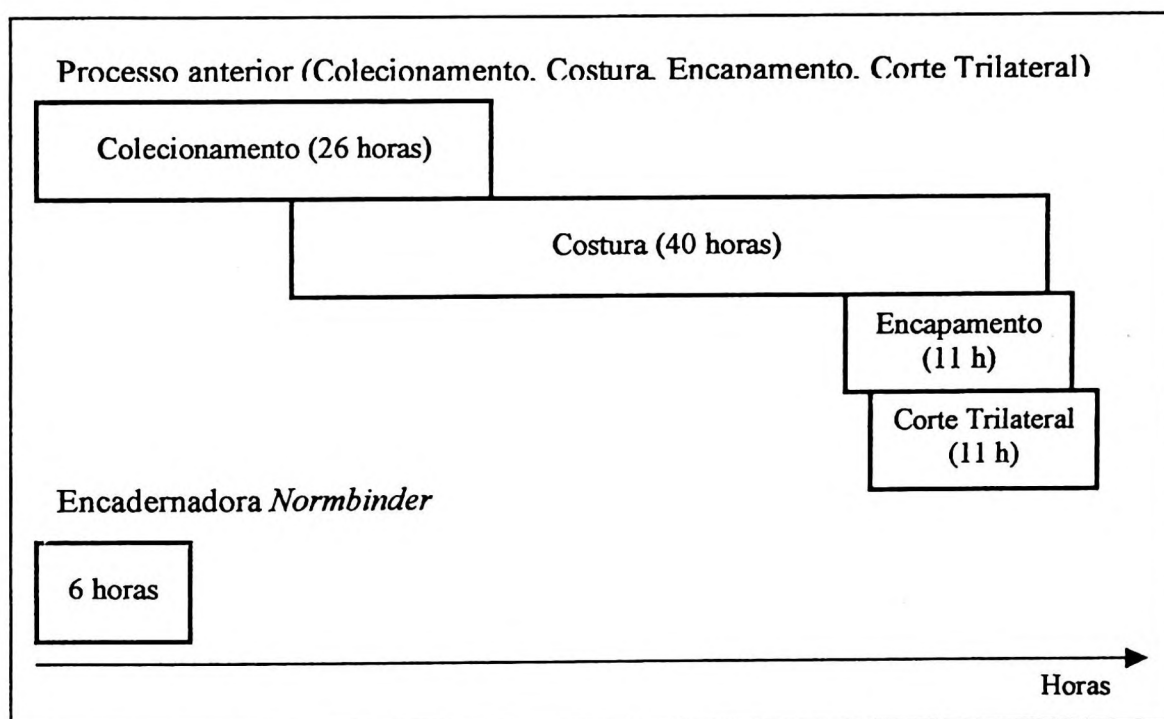 Processo anterior (Colecionamento, Costura, Encapamento, Corte Trilateral)
Colecionamento (26 horas)
Costura (40 horas)
Encapamento
(11 h)
Corte Trilateral
(11 h)
Encadernadora Normbinder
6 horas
Horas